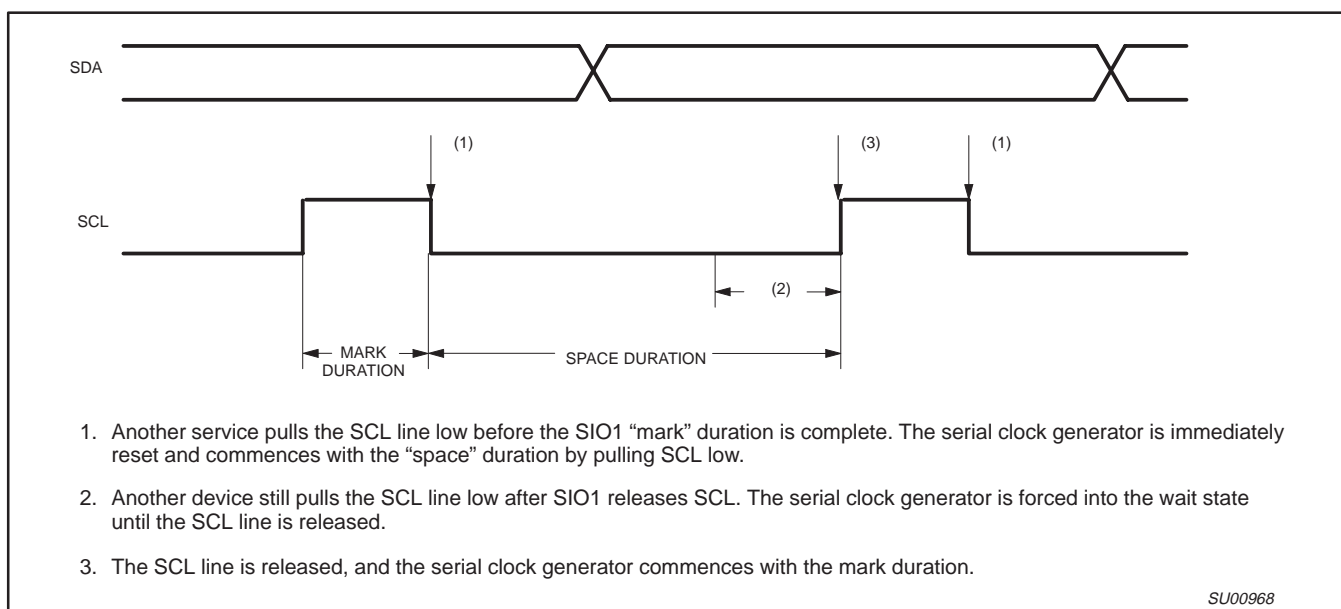 SDA
(1)
(3)
(1)
SCL
(2)
MARK
DURATION
SPACE DURATION
1. Another service pulls the SCL line low before the SIO1 “mark” duration is complete. The serial clock generator is immediately
reset and commences with the “space” duration by pulling SCL low.
2. Another device still pulls the SCL line low after SIO1 releases SCL. The serial clock generator is forced into the wait state
until the SCL line is released.
3. The SCL line is released, and the serial clock generator commences with the mark duration.
SU00968